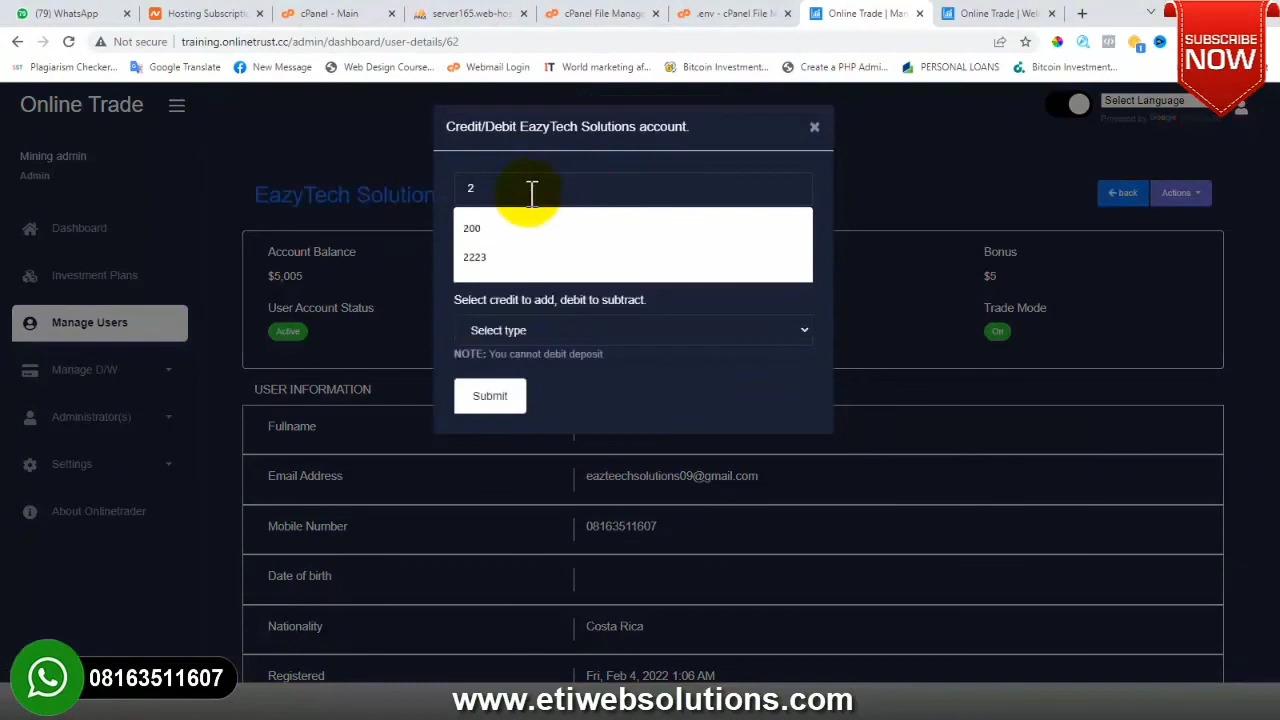 (79) WhatsApp
Hosting Subscriptio
cPanel - Main
server165.web-host
cPanel File Manage
.env - cPanel File M
Online Trade | Man
Online Trade | Wel
Not secure
training.onlinetrust.cc/admin/dashboard/user-details/62
Plagiarism Checker...
Google Translate
New Message
Web Design Course...
Webmail Login
World marketing af...
Bitcoin Investment...
Create a PHP Admi...
PERSONAL LOANS
Bitcoin Investment...
SUBSCRIBE
NOW
Online Trade
Select Language
Powered by Google
Mining admin
Admin
Dashboard
Investment Plans
Manage Users
Manage D/W
Administrator(s)
Settings
About Onlinetrader
EazyTech Solution
back
Actions
Account Balance
$5,005
User Account Status
Active
Bonus
$5
Trade Mode
On
Credit/Debit EazyTech Solutions account.
×
2
200
2223
Select credit to add, debit to subtract.
Select type
NOTE: You cannot debit deposit
Submit
USER INFORMATION
Fullname
Email Address
eazteechsolutions09@gmail.com
Mobile Number
08163511607
Date of birth
Nationality
Costa Rica
Registered
Fri, Feb 4, 2022 1:06 AM
08163511607
www.etiwebsolutions.com